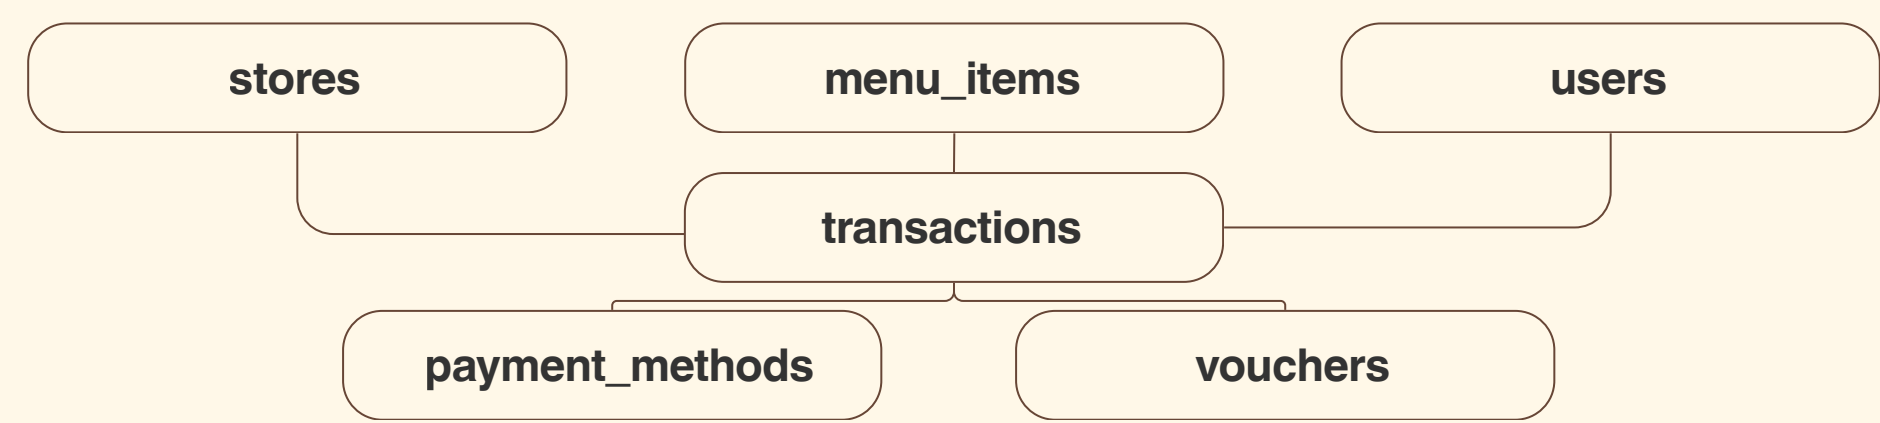 stores
menu_items
users
transactions
payment_methods
vouchers